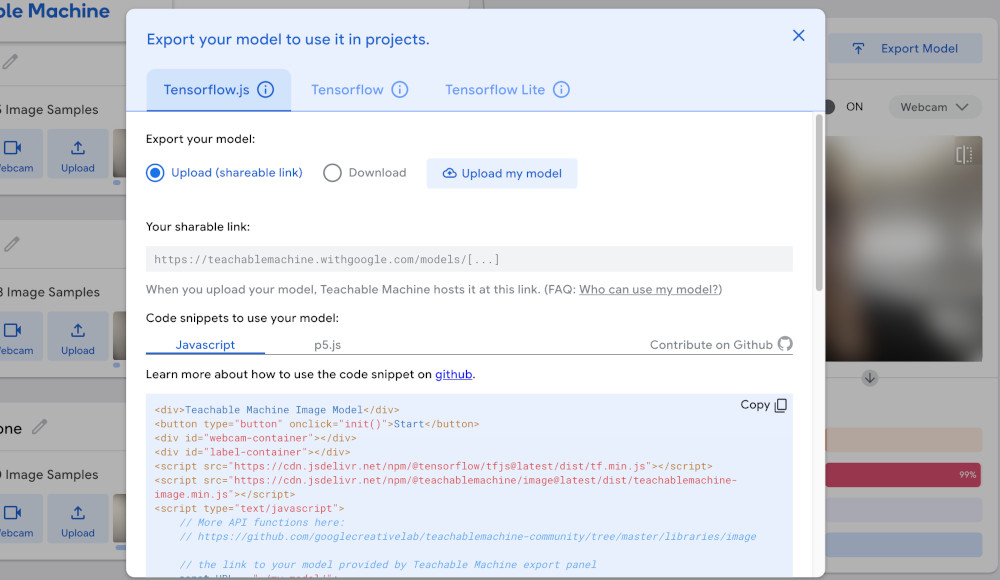 ble Machine
Export your model to use it in projects.
Export Model
Tensorflow.js
Tensorflow
Tensorflow Lite
ON
Webcam
Image Samples
ebcam
Upload
Export your model:
Upload (shareable link)
Download
Upload my model
Your sharable link:
https://teachablemachine.withgoogle.com/models/[...]
When you upload your model, Teachable Machine hosts it at this link. (FAQ: Who can use my model?)
Image Samples
ebcam
Upload
Code snippets to use your model:
Javascript
p5.js
Contribute on Github
Learn more about how to use the code snippet on github.
Copy
<div>Teachable Machine Image Model</div>
<button type="button" onclick="init()">Start</button>
<div id="webcam-container"></div>
<div id="label-container"></div>
<script src="https://cdn.jsdelivr.net/npm/@tensorflow/tfjs@latest/dist/tf.min.js"></script>
<script src="https://cdn.jsdelivr.net/npm/@teachablemachine/image@latest/dist/teachablemachine-
image.min.js"></script>
<script type="text/javascript">
// More API functions here:
// https://github.com/googlecreativelab/teachablemachine-community/tree/master/libraries/image
// the link to your model provided by Teachable Machine export panel
one
Image Samples
ebcam
Upload
99%